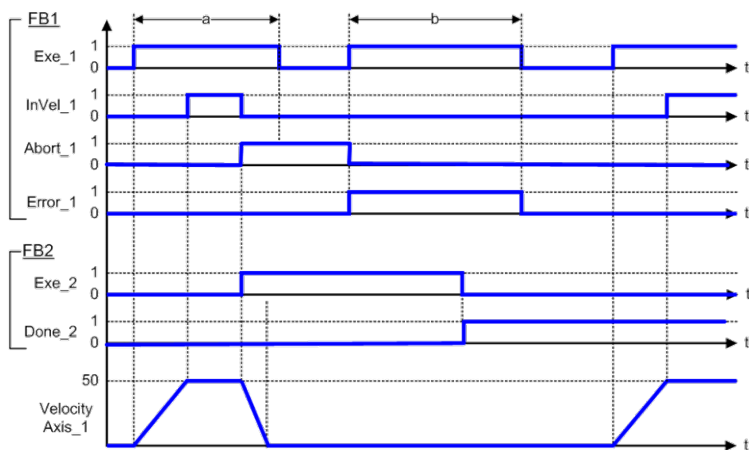 FB1
a
b
Exe_1
1
0
t
InVel_1
1
0
t
Abort_1
1
0
t
Error_1
1
0
t
FB2
Exe_2
1
0
t
Done_2
1
0
t
50
Velocity
Axis_1
t